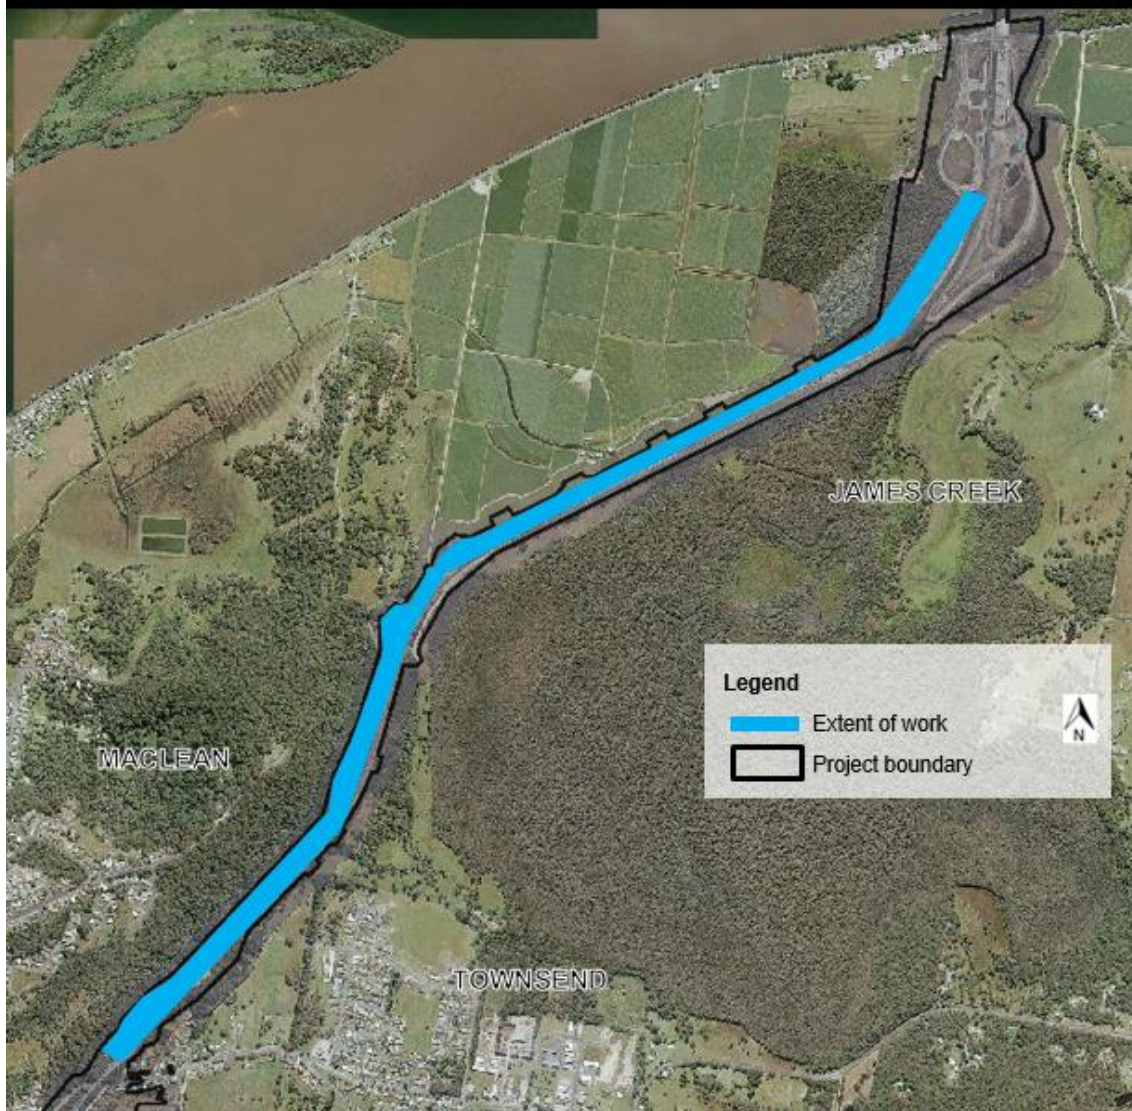 JAMES CREEK
Legend
Extent of work
N
Project boundary
MACLEAN
TOWNSEND